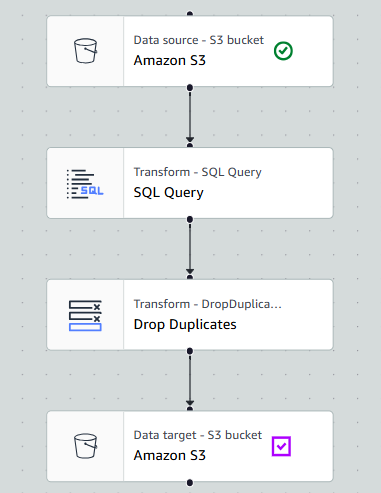 Data source - S3 bucket
Amazon S3
Transform - SQL Query
SQL
SQL Query
Transform - DropDuplica...
Drop Duplicates
Data target - S3 bucket
Amazon S3